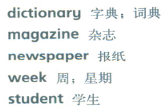 dictionary 字典；词典
magazine 杂志
newspaper 报纸
week 周；星期
student 学生